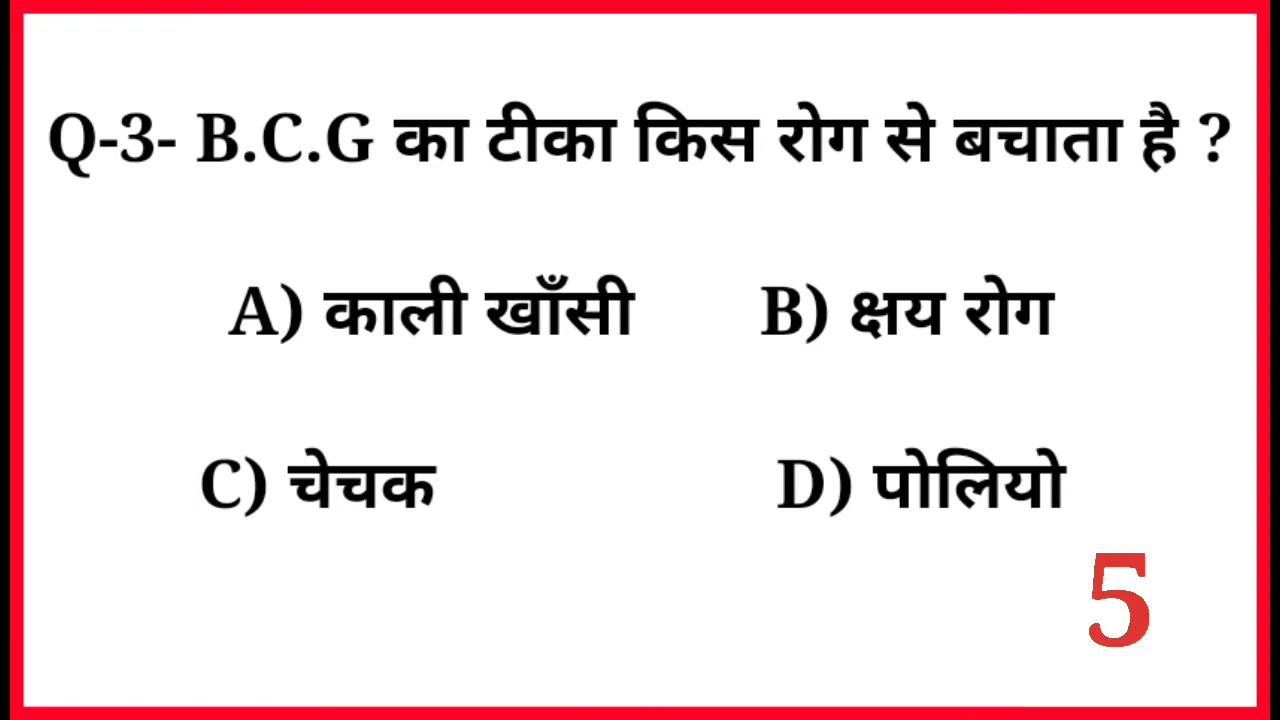 Q-3- B.C.G का टीका किस रोग से बचाता है ?
A) काली खाँसी B) क्षय रोग
C) चेचक D) पोलियो
5